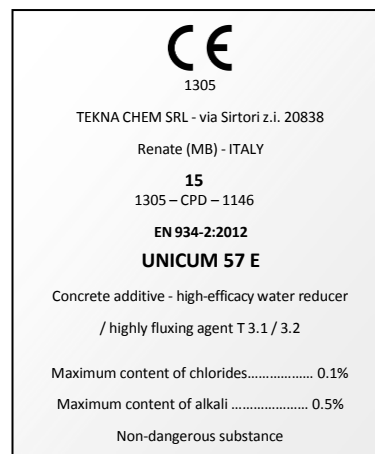 CE
1305
TEKNA CHEM SRL - via Sirtori z.i. 20838
Renate (MB) - ITALY
15
1305 – CPD – 1146
EN 934-2:2012
UNICUM 57 E
Concrete additive - high-efficacy water reducer
/ highly fluxing agent T 3.1 / 3.2
Maximum content of chlorides……………… 0.1%
Maximum content of alkali ………………… 0.5%
Non-dangerous substance